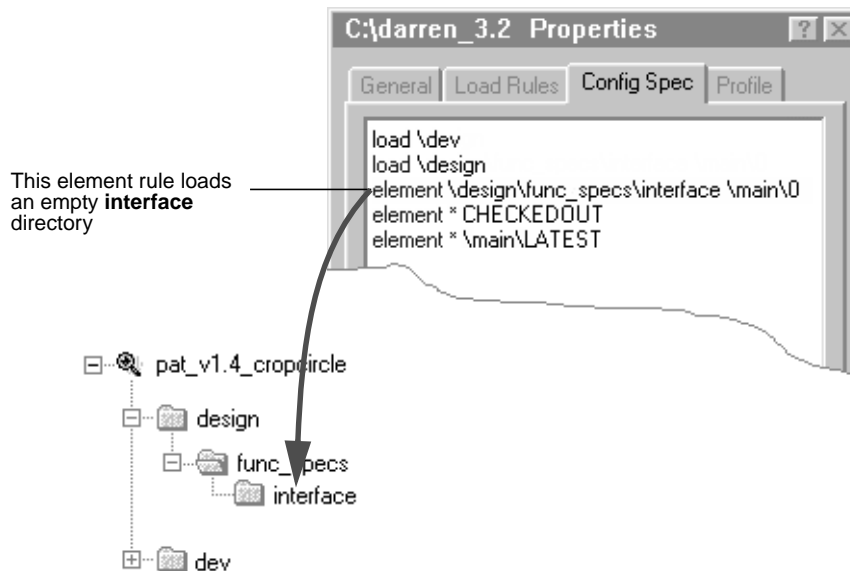 C:\darren_3.2 Properties
General Load Rules Config Spec Profile
load \dev
load \design
element \design\func_specs\interface \main\0
element * CHECKEDOUT
element * \main\LATEST
This element rule loads
an empty interface
directory
pat_v1.4_cropcircle
design
func_specs
interface
dev